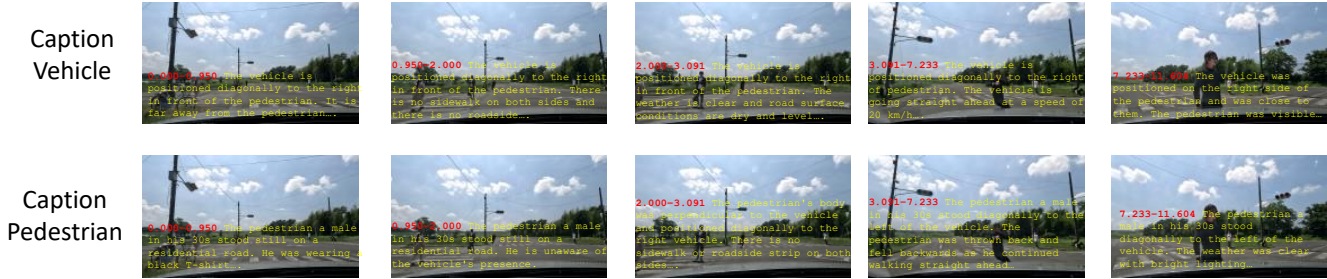 Caption
Vehicle
0.000-0.950 The vehicle is
positioned diagonally to the right
in front of the pedestrian. It is
far away from the pedestrian….
0.950-2.000 The vehicle is
positioned diagonally to the right
in front of the pedestrian. There
is no sidewalk on both sides and
there is no roadside….
2.000-3.091 The vehicle is
positioned diagonally to the right
in front of the pedestrian. The
weather is clear and road surface
conditions are dry and level….
3.091-7.233 The vehicle is
positioned diagonally to the right
of pedestrian. The vehicle is
going straight ahead at a speed of
20 km/h….
7.233-11.604 The vehicle was
positioned on the right side of
the pedestrian and was close to
them. The pedestrian was visible…
Caption
Pedestrian
0.000-0.950 The pedestrian a male
in his 30s stood still on a
residential road. He was wearing
black T-shirt….
0.950-2.000 The pedestrian a male
in his 30s stood still on a
residential road. He is unaware of
the vehicle's presence.
2.000-3.091 The pedestrian's body
was perpendicular to the vehicle
and positioned diagonally to the
right vehicle. There is no
sidewalk or roadside strip on both
sides….
3.091-7.233 The pedestrian a male
in his 30s stood diagonally to the
left of the vehicle. The
pedestrian was thrown back and
fell backwards as he continued
walking straight ahead….
7.233-11.604 The pedestrian a
male in his 30s stood
diagonally to the left of the
vehicle. The weather was clear
with bright lighting….